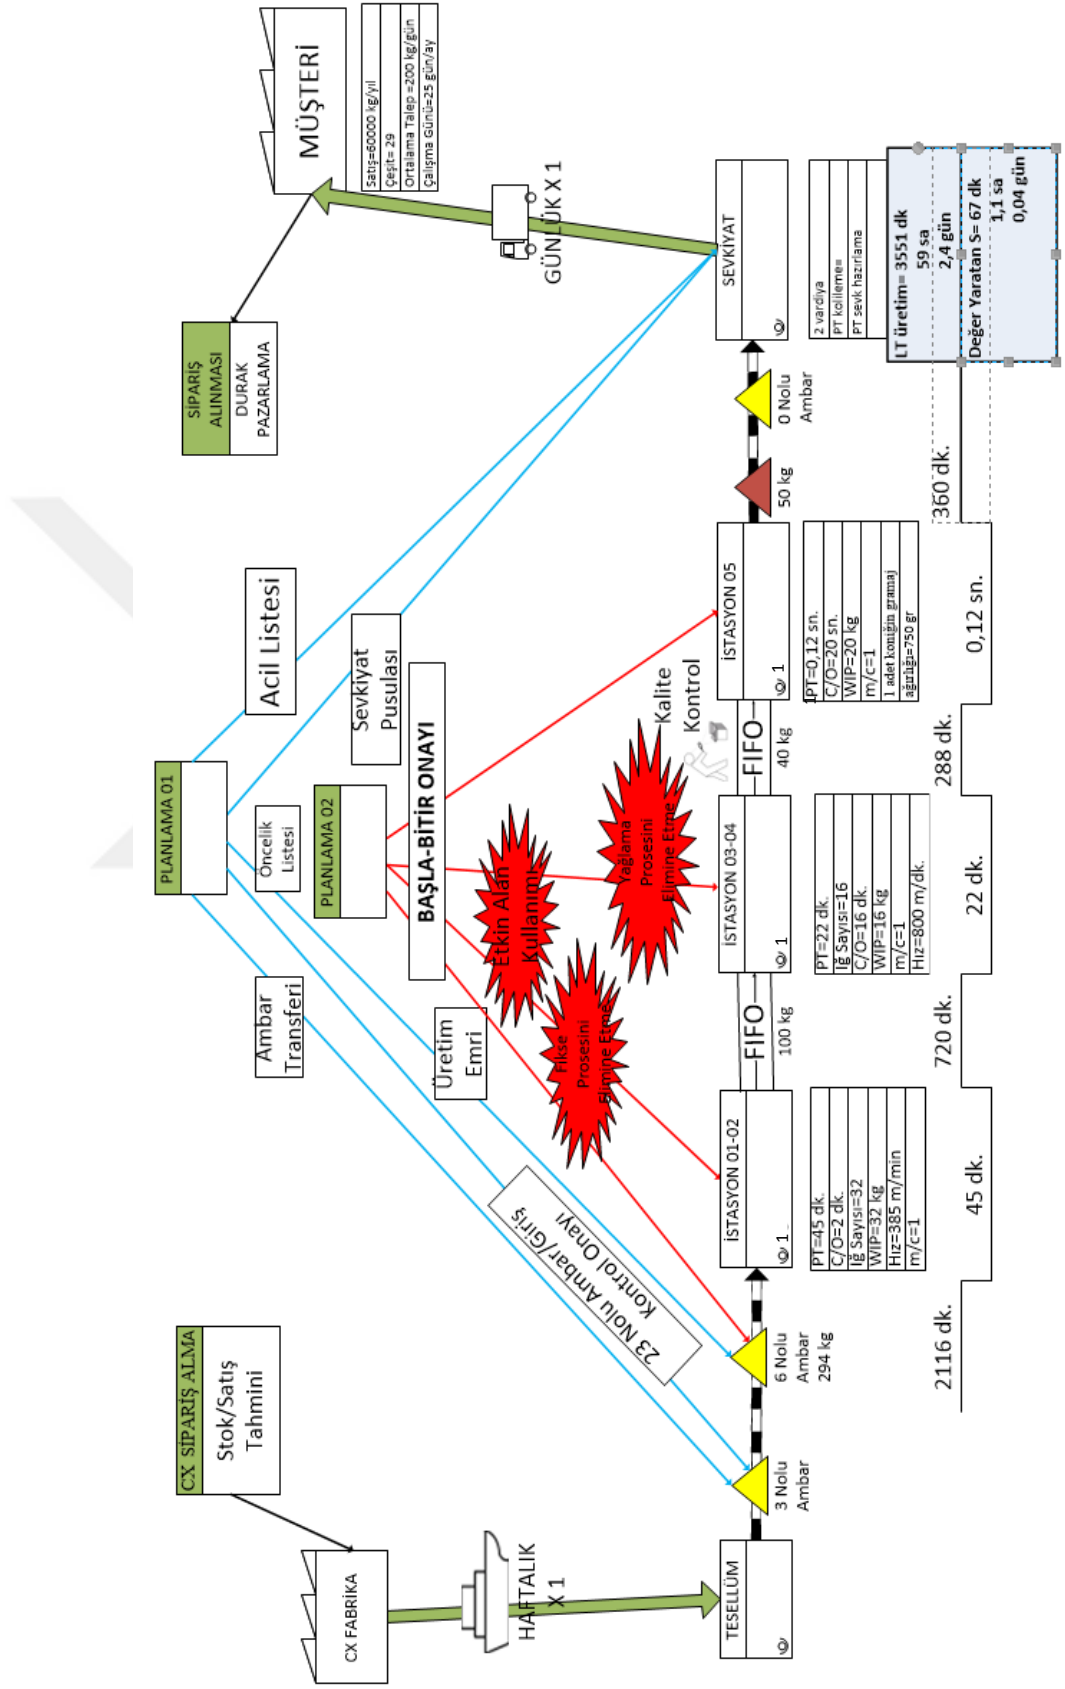 CX SİPARİŞ ALMA
Stok/Satış
Tahmini
CX FABRİKA
HAFTALIK
X 1
TESELLÜM
PLANLAMA 01
PLANLAMA 02
Ambar
Transferi
Öncelik
Listesi
Acil Listesi
Sevkiyat
Pusulası
BAŞLA-BİTİR ONAYI
Üretim
Emri
23 Nolu Ambar/Giriş
Kontrol Onayı
SİPARİŞ
ALINMASI
DURAK
PAZARLAMA
MÜŞTERİ
Satış=60000 kg/yıl
Çeşit= 29
Ortalama Talep =200 kg/gün
Çalışma Günü=25 gün/ay
GÜNLÜK X 1
Fikse
Prosesini
Elimine Etme
Etkin Alan
Kullanımı
Yağlama
Prosesini
Elimine Etme
Kalite
Kontrol
3 Nolu
Ambar
6 Nolu
Ambar
294 kg
İSTASYON 01-02
1
FIFO
100 kg
İSTASYON 03-04
1
FIFO
40 kg
İSTASYON 05
1
50 kg
0 Nolu
Ambar
SEVKİYAT
PT=45 dk.
C/O=2 dk.
Iğ Sayısı=32
WIP=32 kg
Hız=385 m/min
m/c=1
PT=22 dk.
Iğ Sayısı=16
C/O=16 dk.
WIP=16 kg
m/c=1
Hız=800 m/dk.
PT=0,12 sn.
C/O=20 sn.
WIP=20 kg
m/c=1
1 adet koniğin gramaj
ağırlığı=750 gr
2 vardiya
PT kolileme=
PT sevk hazırlama
2116 dk.
45 dk.
720 dk.
22 dk.
288 dk.
0,12 sn.
360 dk.
LT üretim= 3551 dk
59 sa
2,4 gün
Değer Yaratan S= 67 dk
1,1 sa
0,04 gün